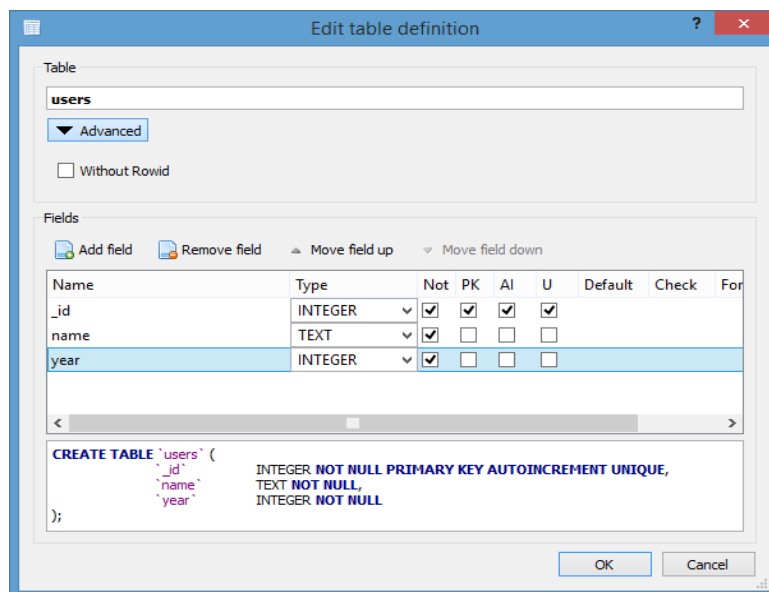 Edit table definition
?
Table
users
Advanced
Without Rowid
Fields
Add field Remove field Move field up Move field down
Name Type Not PK AI U Default Check For
_id INTEGER
name TEXT
year INTEGER
CREATE TABLE `users` (
`_id` INTEGER NOT NULL PRIMARY KEY AUTOINCREMENT UNIQUE,
`name` TEXT NOT NULL,
`year` INTEGER NOT NULL
);
OK Cancel